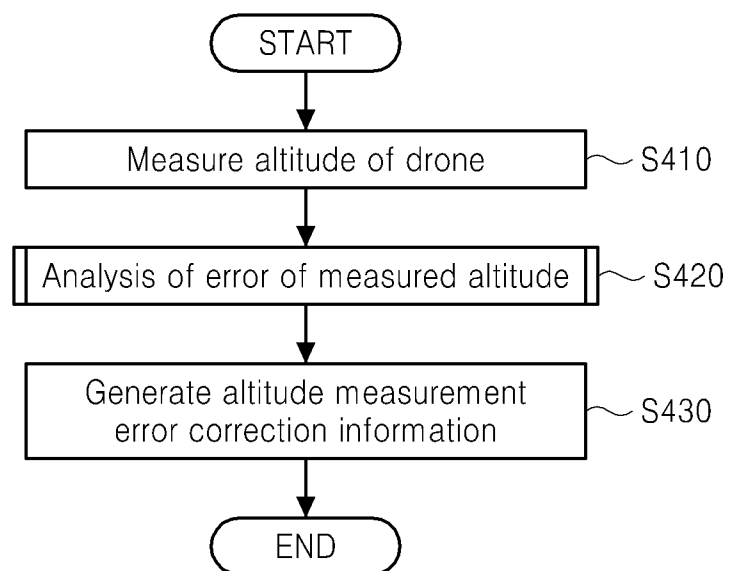 START
Measure altitude of drone
S410
Analysis of error of measured altitude
S420
Generate altitude measurement
error correction information
S430
END